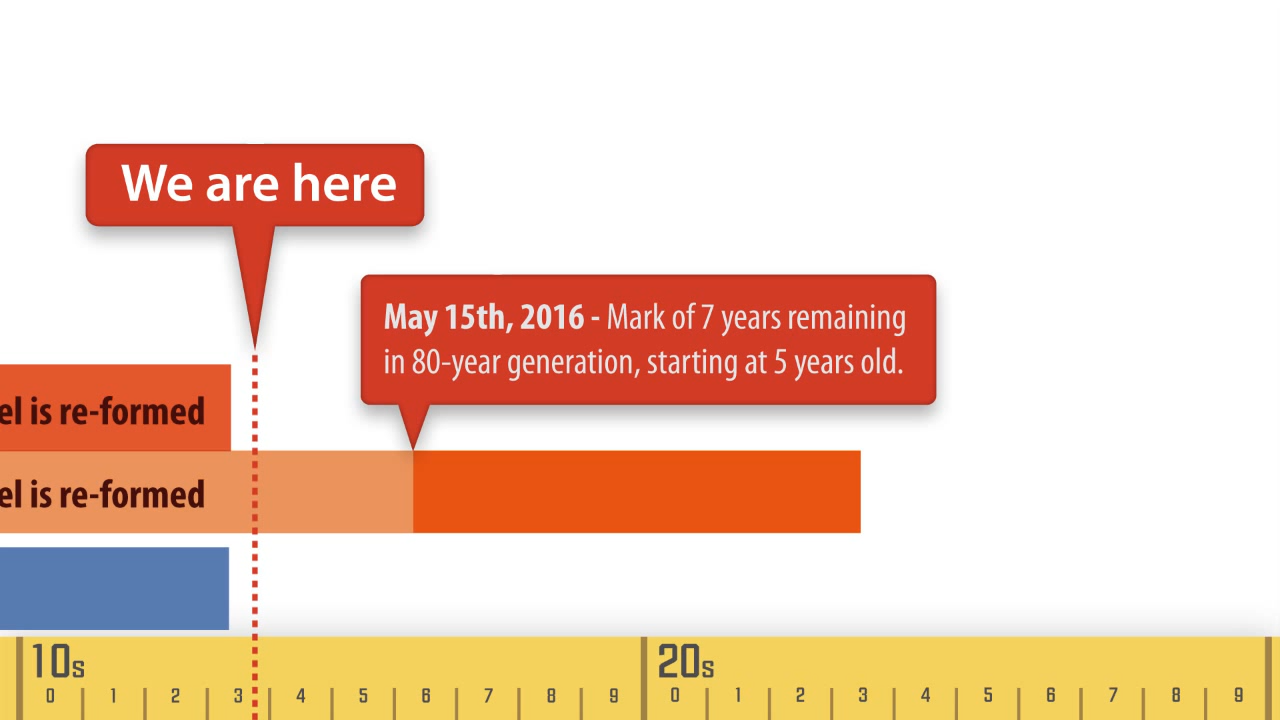 We are here
May 15th, 2016 - Mark of 7 years remaining
in 80-year generation, starting at 5 years old.
el is re-formed
el is re-formed
10s
0 1 2 3 4 5 6 7 8 9
20s
0 1 2 3 4 5 6 7 8 9